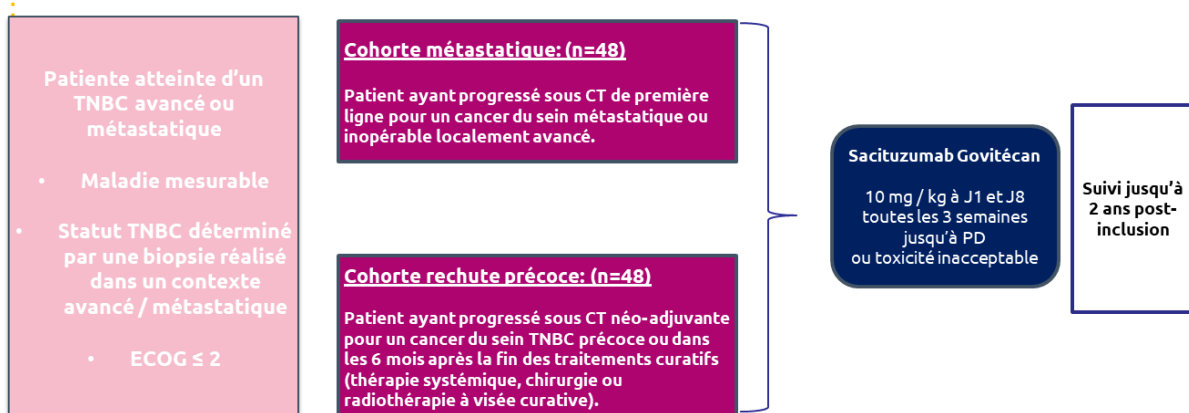 Patiente atteinte d'un
TNBC avancé ou
métastatique
• Maladie mesurable
• Statut TNBC déterminé
par une biopsie réalisé
dans un contexte
avancé / métastatique
• ECOG ≤ 2
Cohorte métastatique: (n=48)
Patient ayant progressé sous CT de première
ligne pour un cancer du sein métastatique ou
inopérable localement avancé.
Cohorte rechute précoce: (n=48)
Patient ayant progressé sous CT néo-adjuvante
pour un cancer du sein TNBC précoce ou dans
les 6 mois après la fin des traitements curatifs
(thérapie systémique, chirurgie ou
radiothérapie à visée curative).
Sacituzumab Govitécan
10 mg / kg à J1 et J8
toutes les 3 semaines
jusqu'à PD
ou toxicité inacceptable
Suivi jusqu'à
2 ans post-
inclusion